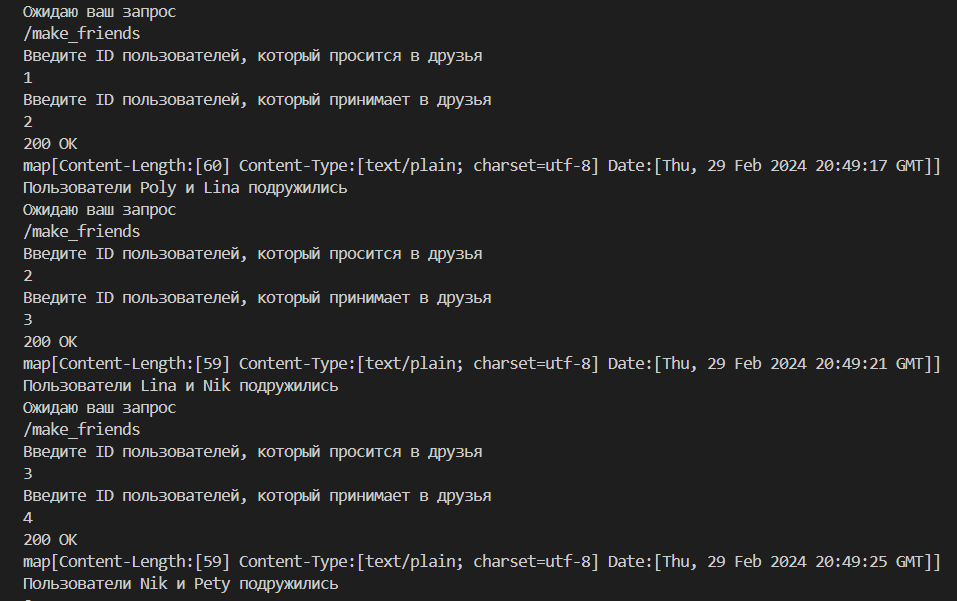 Ожидаю ваш запрос
/make_friends
Введите ID пользователей, который просится в друзья
1
Введите ID пользователей, который принимает в друзья
2
200 OK
map[Content-Length:[60] Content-Type:[text/plain; charset=utf-8] Date:[Thu, 29 Feb 2024 20:49:17 GMT]]
Пользователи Poly и Lina подружились
Ожидаю ваш запрос
/make_friends
Введите ID пользователей, который просится в друзья
2
Введите ID пользователей, который принимает в друзья
3
200 OK
map[Content-Length:[59] Content-Type:[text/plain; charset=utf-8] Date:[Thu, 29 Feb 2024 20:49:21 GMT]]
Пользователи Lina и Nik подружились
Ожидаю ваш запрос
/make_friends
Введите ID пользователей, который просится в друзья
3
Введите ID пользователей, который принимает в друзья
4
200 OK
map[Content-Length:[59] Content-Type:[text/plain; charset=utf-8] Date:[Thu, 29 Feb 2024 20:49:25 GMT]]
Пользователи Nik и Pety подружились